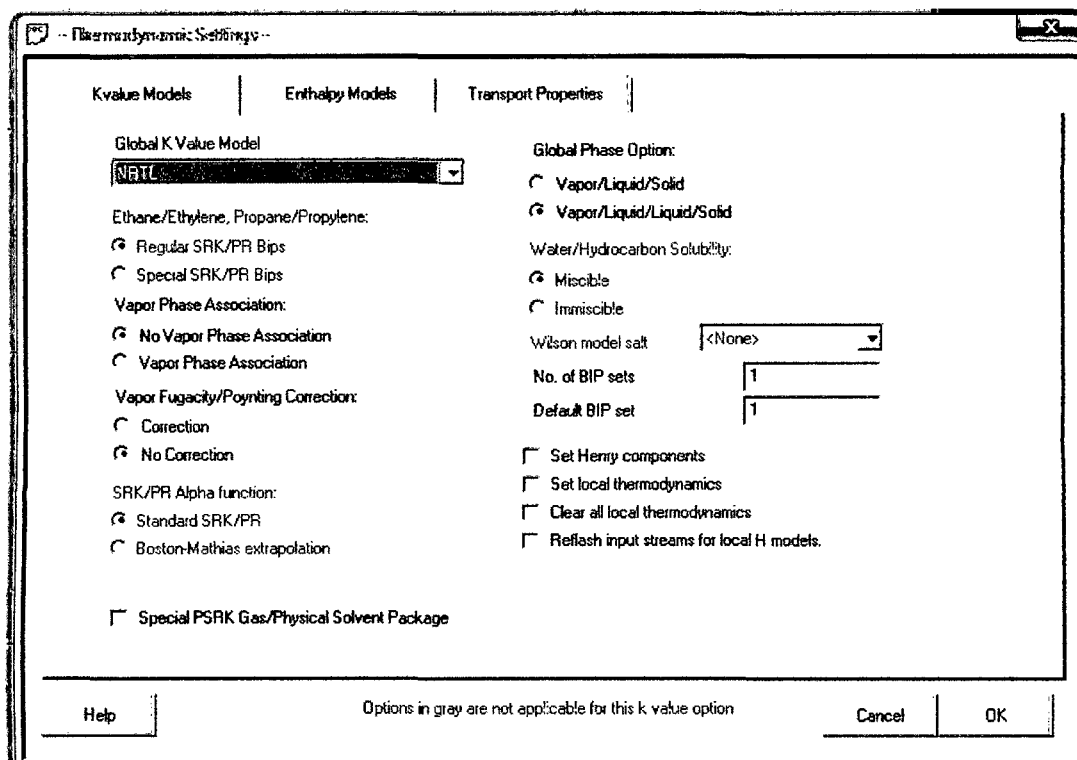 -- Thermodynamic Settings --
X
Kvalue Models
Enthalpy Models
Transport Properties
Global K Value Model
NRTL
Ethane/Ethylene, Propane/Propylene:
Regular SRK/PR Bips
Special SRK/PR Bips
Vapor Phase Association:
No Vapor Phase Association
Vapor Phase Association
Vapor Fugacity/Poynting Correction:
Correction
No Correction
SRK/PR Alpha function:
Standard SRK/PR
Boston-Mathias extrapolation
Special PSRK Gas/Physical Solvent Package
Global Phase Option:
Vapor/Liquid/Solid
Vapor/Liquid/Liquid/Solid
Water/Hydrocarbon Solubility:
Miscible
Immiscible
Wilson model salt
<None>
No. of BIP sets
1
Default BIP set
1
Set Henry components
Set local thermodynamics
Clear all local thermodynamics
Reflash input streams for local H models.
Help
Options in gray are not applicable for this k value option
Cancel
OK